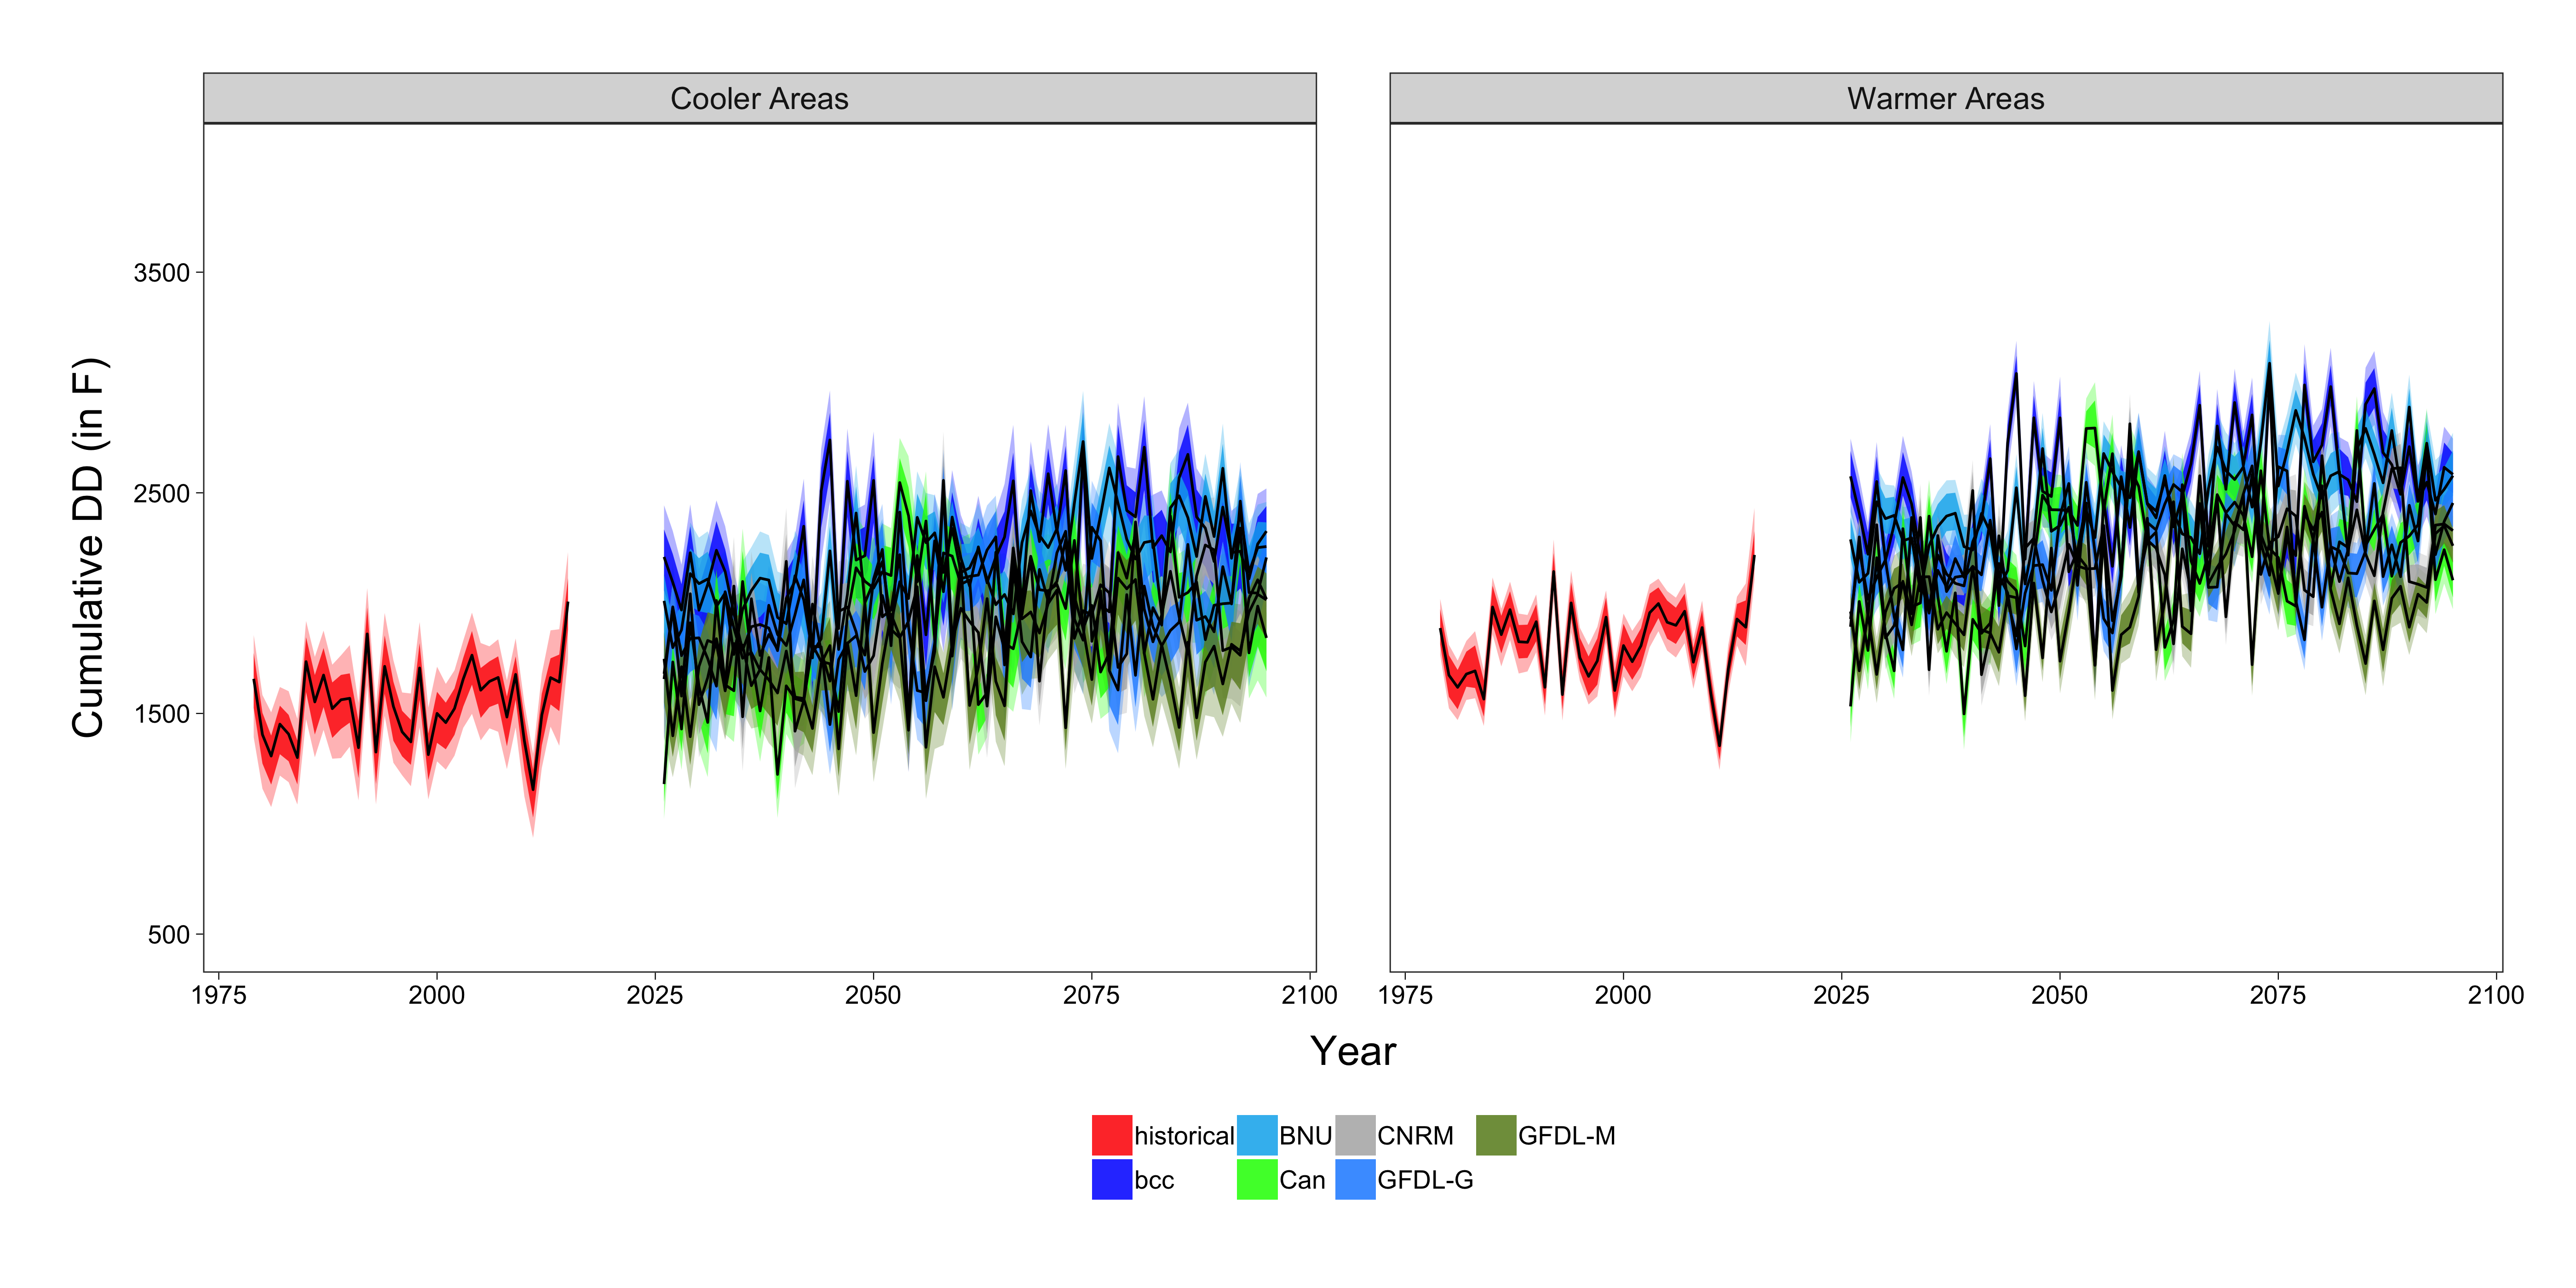 Cooler Areas
Warmer Areas
Cumulative DD (in F)
3500
2500
1500
500
1975 2000 2025 2050 2075 2100
1975 2000 2025 2050 2075 2100
Year
historical BNU CNRM GFDL-M
bcc Can GFDL-G